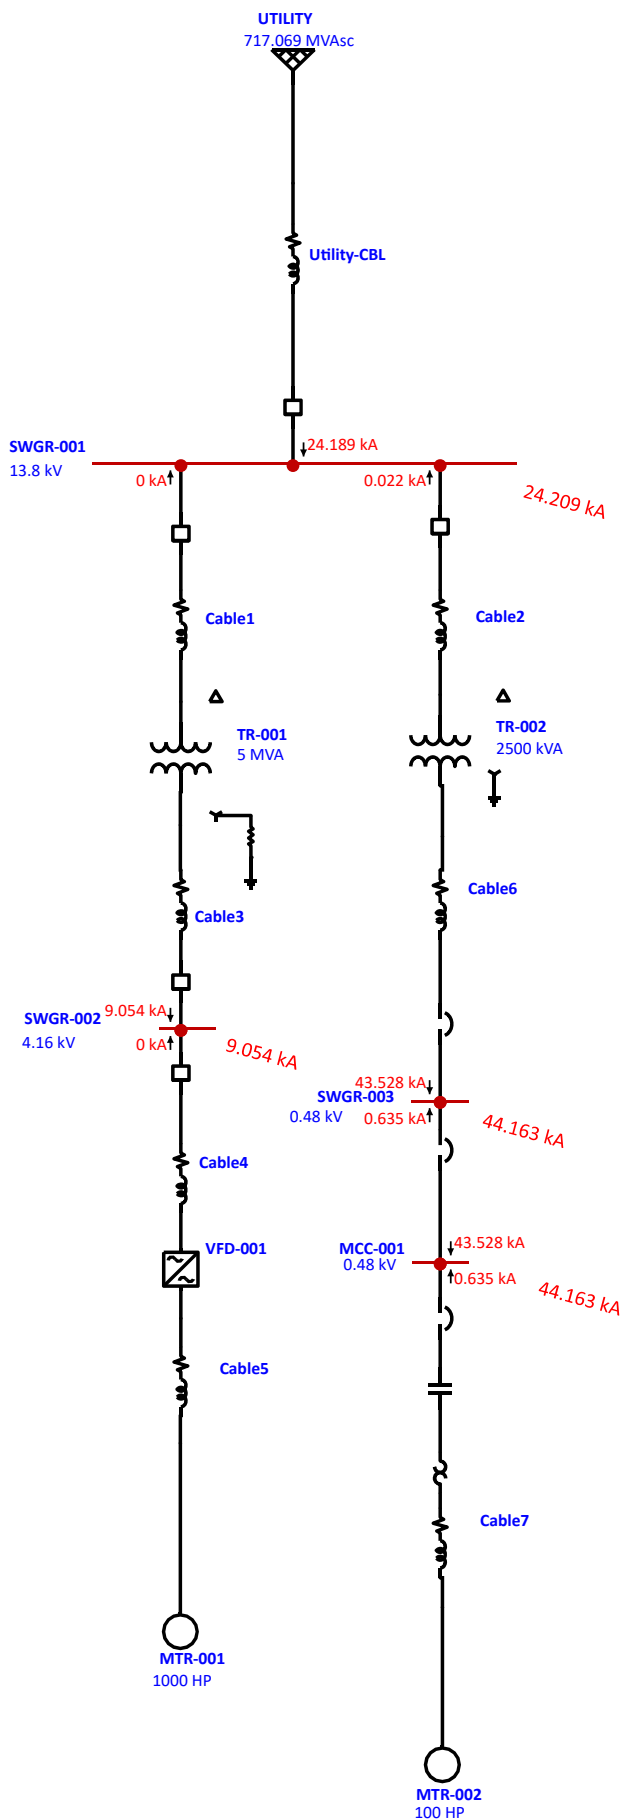 UTILITY
717.069 MVAsc
Utility-CBL
SWGR-001
13.8 kV
24.189 kA
0 kA
0.022 kA
24.209 kA
Cable1
Cable2
TR-001
5 MVA
TR-002
2500 kVA
Cable3
Cable6
SWGR-002
4.16 kV
9.054 kA
0 kA
9.054 kA
SWGR-003
0.48 kV
43.528 kA
0.635 kA
44.163 kA
Cable4
VFD-001
MCC-001
0.48 kV
43.528 kA
0.635 kA
44.163 kA
Cable5
Cable7
MTR-001
1000 HP
MTR-002
100 HP